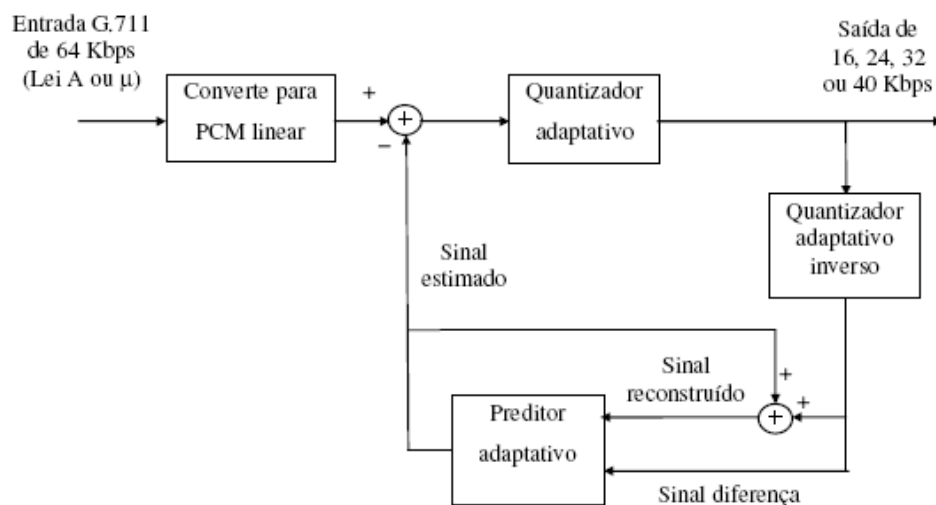 Entrada G.711
de 64 Kbps
(Lei A ou μ)
Converte para
PCM linear
+
+
−
Quantizador
adaptativo
Saída de
16, 24, 32
ou 40 Kbps
Quantizador
adaptativo
inverso
Sinal
estimado
Sinal
reconstruído
+
+
+
Preditor
adaptativo
Sinal diferença